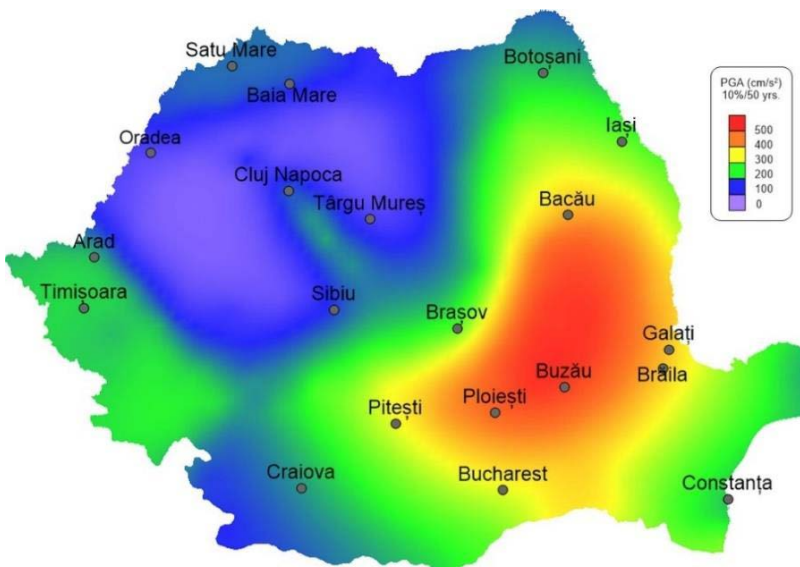 Satu Mare
Botoșani
Baia Mare
PGA (cm/s²)
10%/50 yrs.
500
400
300
200
100
0
Iași
Oradea
Cluj Napoca
Târgu Mureș
Bacău
Arad
Timișoara
Sibiu
Brașov
Galați
Brăila
Buzău
Ploiești
Pitești
Craiova
Bucharest
Constanța